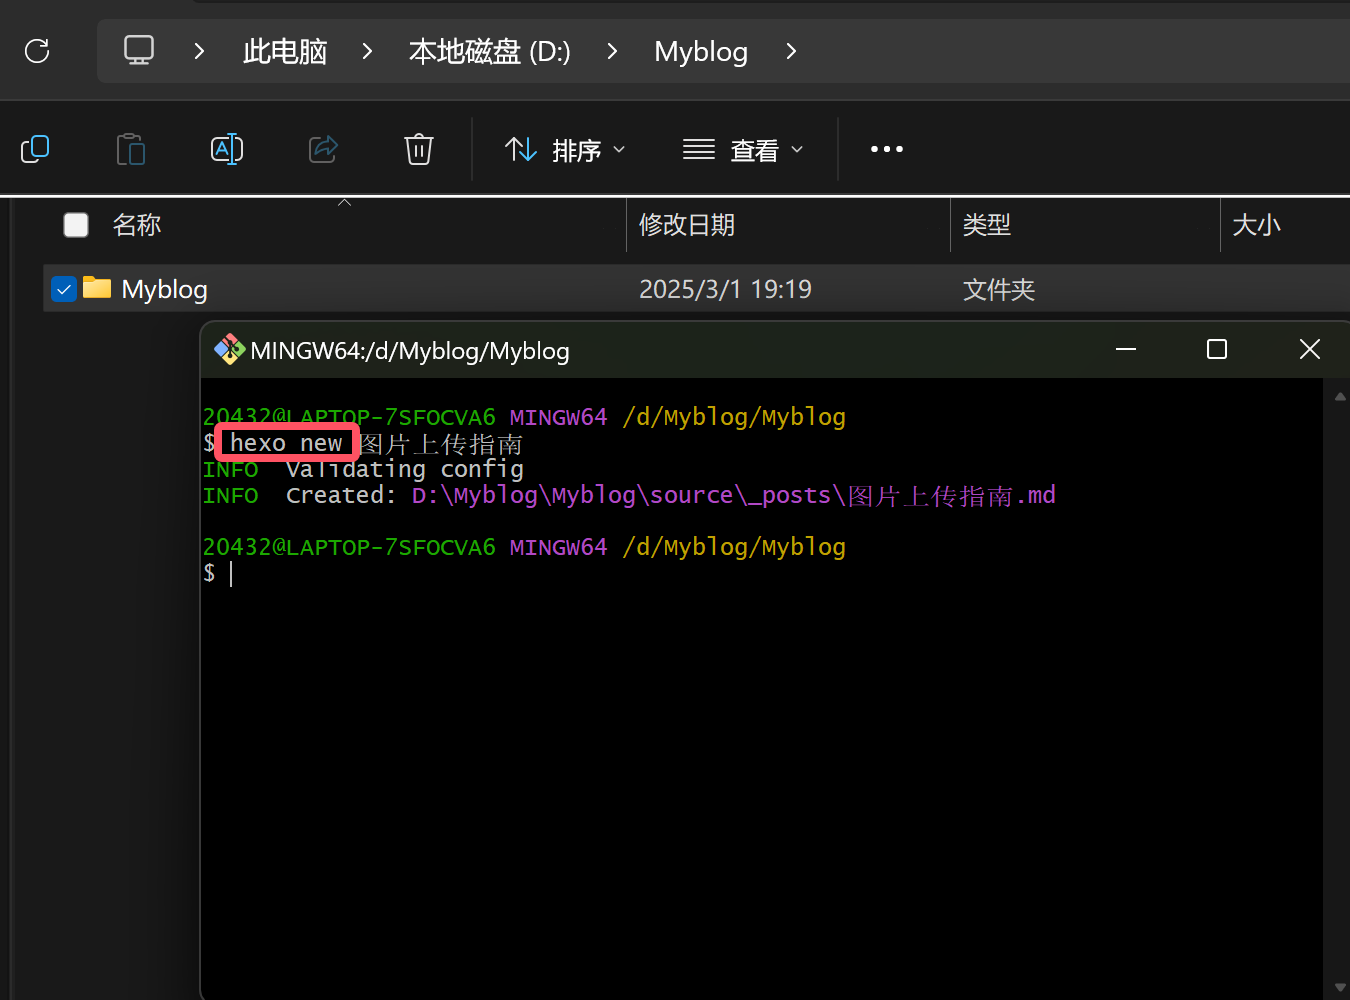 此电脑 > 本地磁盘 (D:) > Myblog >
排序 查看
名称 修改日期 类型 大小
Myblog 2025/3/1 19:19 文件夹
MINGW64:/d/Myblog/Myblog
20432@LAPTOP-7SFOCVA6 MINGW64 /d/Myblog/Myblog
$ hexo new 图片上传指南
INFO  Validating config
INFO  Created: D:\Myblog\Myblog\source\_posts\图片上传指南.md
20432@LAPTOP-7SFOCVA6 MINGW64 /d/Myblog/Myblog
$